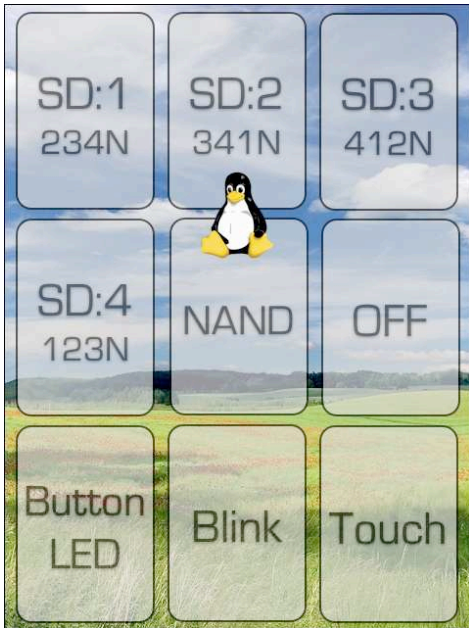 SD:1
234N
SD:2
341N
SD:3
412N
SD:4
123N
NAND
OFF
Button
LED
Blink
Touch